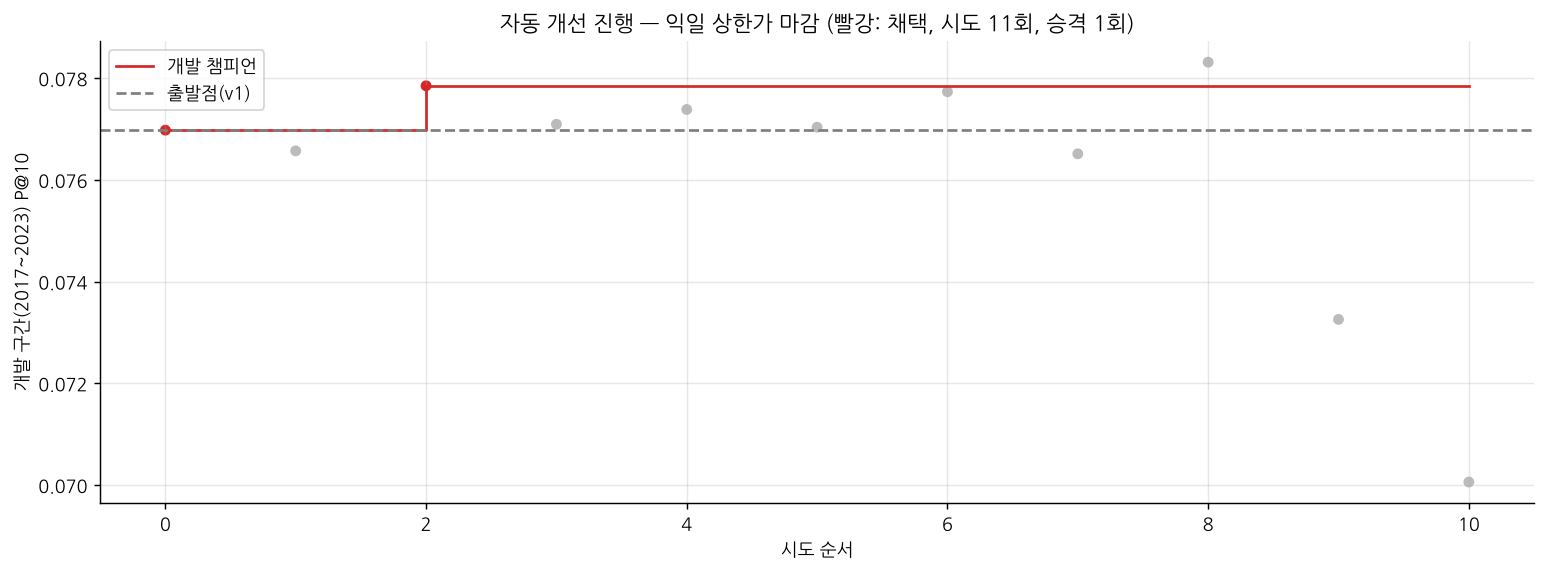 자동 개선 진행 — 익일 상한가 마감 (빨강: 채택, 시도 11회, 승격 1회)
개발 챔피언
출발점(v1)
개발 구간(2017~2023) P@10
0.078
0.076
0.074
0.072
0.070
0 2 4 6 8 10
시도 순서